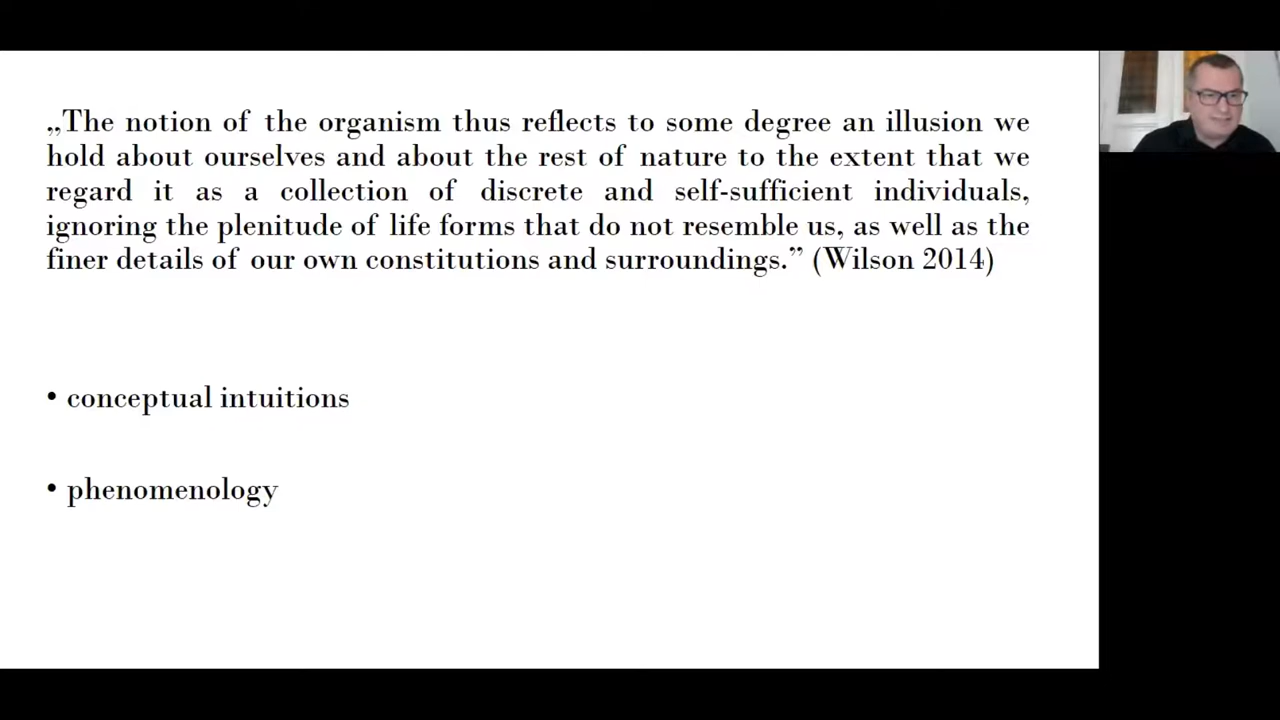 „The notion of the organism thus reflects to some degree an illusion we
hold about ourselves and about the rest of nature to the extent that we
regard it as a collection of discrete and self-sufficient individuals,
ignoring the plenitude of life forms that do not resemble us, as well as the
finer details of our own constitutions and surroundings.” (Wilson 2014)
• conceptual intuitions
• phenomenology